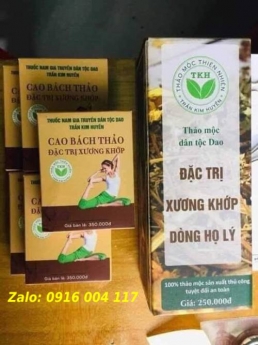 THẢO MỘC THIÊN NHIÊN
TKH
TRẦN KIM HUYỀN
Thảo mộc
dân tộc Dao
ĐẶC TRỊ
XƯƠNG KHỚP
DÒNG HỌ LÝ
100% thảo mộc sản xuất thủ công
tuyệt đối an toàn
Giá: 250.000đ
THUỐC NAM GIA TRUYỀN DÂN TỘC DAO
TRẦN KIM HUYỀN
CAO BÁCH THẢO
ĐẶC TRỊ XƯƠNG KHỚP
Giá bán lẻ: 250.000đ
Zalo: 0916 004 117